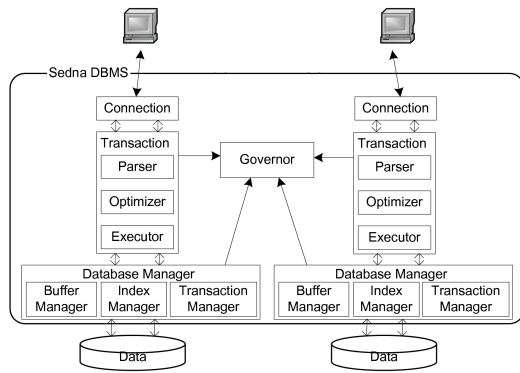 Sedna DBMS
Connection
Connection
Transaction
Transaction
Parser
Governor
Parser
Optimizer
Optimizer
Executor
Executor
Database Manager
Database Manager
Buffer Manager
Index Manager
Transaction Manager
Buffer Manager
Index Manager
Transaction Manager
Data
Data